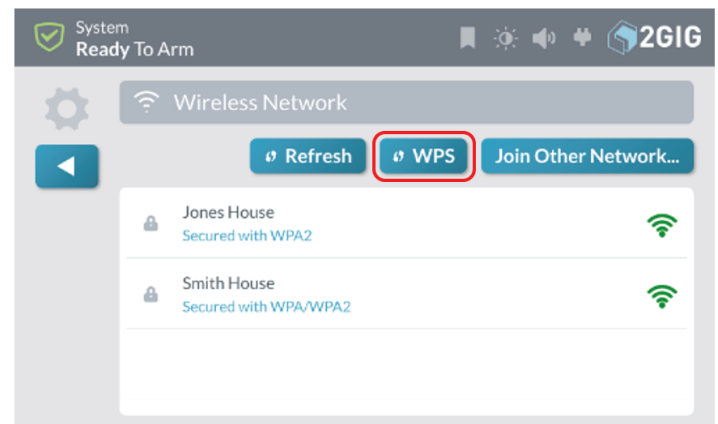 System
Ready To Arm
2GIG
Wireless Network
Refresh
WPS
Join Other Network...
Jones House
Secured with WPA2
Smith House
Secured with WPA/WPA2